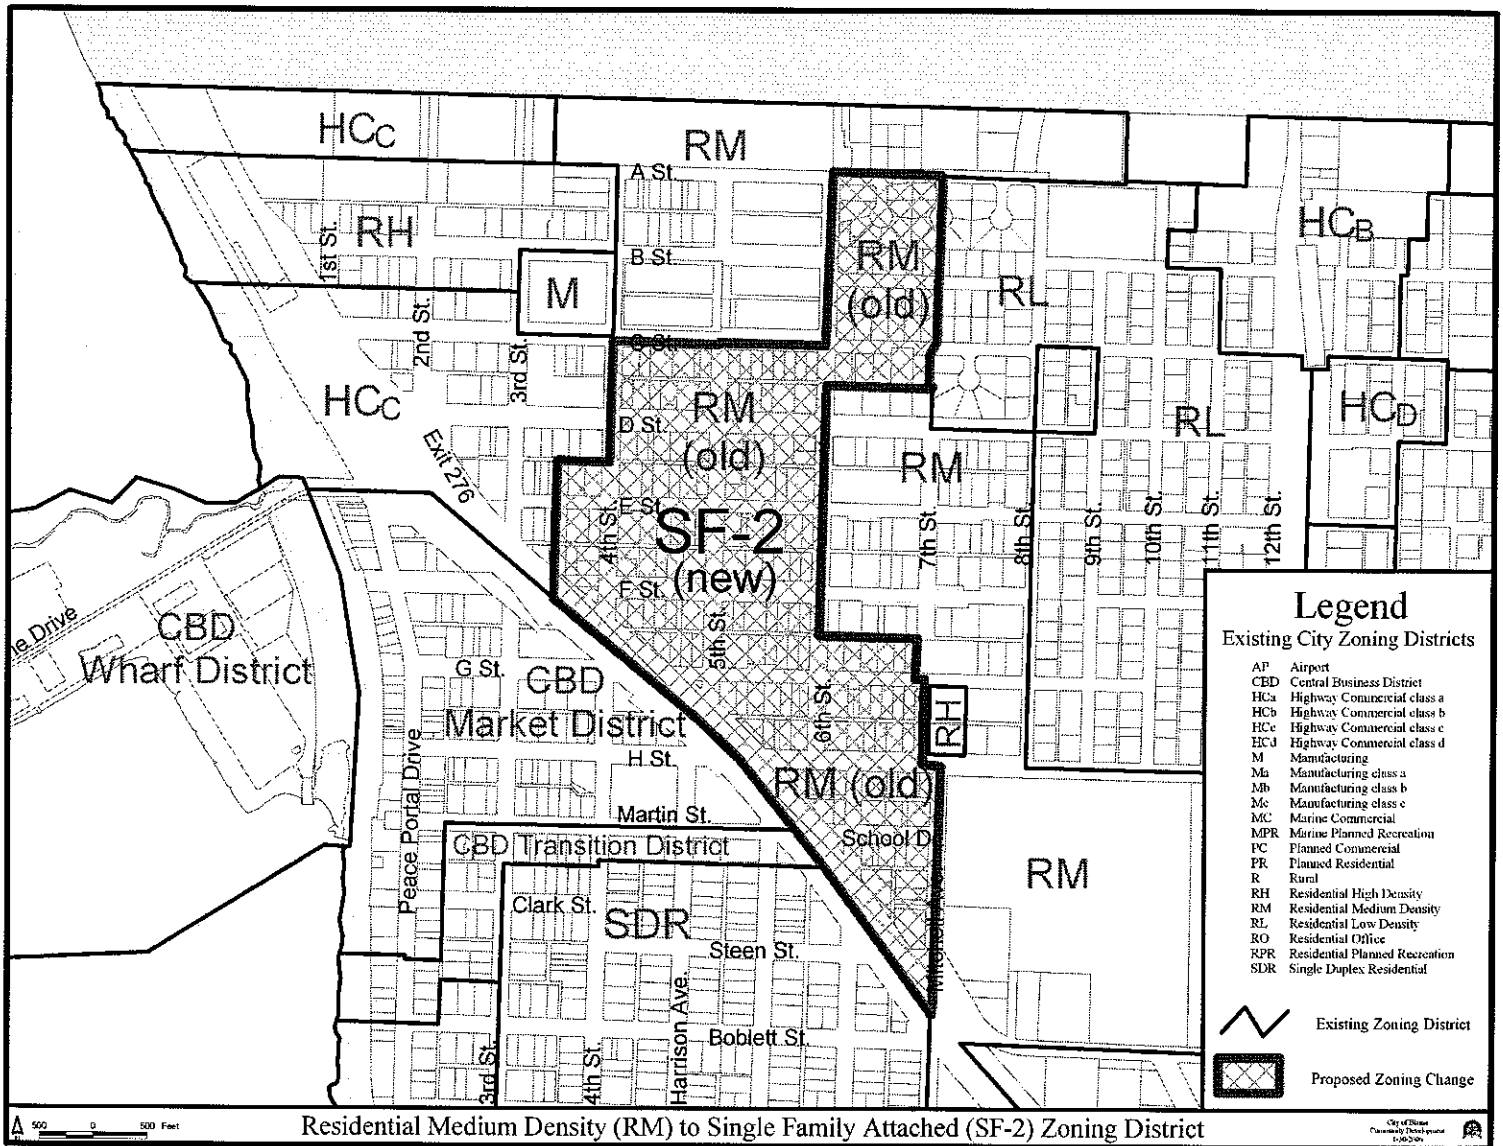 HCC
RM
A St.
RH
1st St.
B St.
M
RM
(old)
RL
HCB
2nd St.
3rd St.
C St.
HCC
RM
(old)
D St.
RM
RL
HCD
Exit 276
E St.
4th St.
SF-2
(new)
F St.
7th St.
8th St.
9th St.
10th St.
11th St.
12th St.
CBD
Wharf District
5th St.
G St.
CBD
Market District
6th St.
RH
H St.
Peace Portal Drive
RM (old)
Martin St.
School D
CBD Transition District
RM
Clark St.
SDR
Steen St.
Harrison Ave.
Boblett St.
3rd St.
4th St.
Legend
Existing City Zoning Districts
AP Airport
CBD Central Business District
HCa Highway Commercial class a
HCb Highway Commercial class b
HCc Highway Commercial class c
HCd Highway Commercial class d
M Manufacturing
Ma Manufacturing class a
Mb Manufacturing class b
Mc Manufacturing class c
MC Marine Commercial
MPR Marine Planned Recreation
PC Planned Commercial
PR Planned Residential
R Rural
RH Residential High Density
RM Residential Medium Density
RL Residential Low Density
RO Residential Office
RPR Residential Planned Recreation
SDR Single Duplex Residential
Existing Zoning District
Proposed Zoning Change
500 0 500 Feet
Residential Medium Density (RM) to Single Family Attached (SF-2) Zoning District
City of Blaine
Community Development